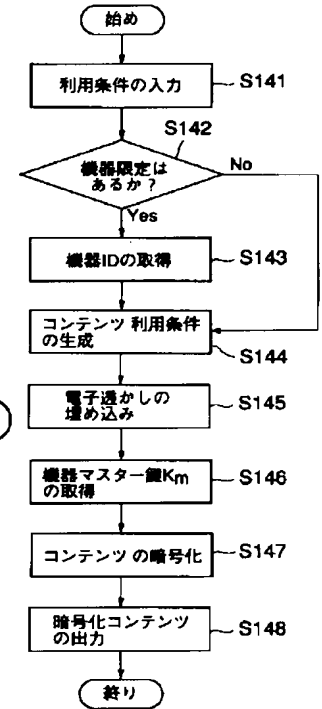 始め
利用条件の入力
S141
S142
機器限定は
あるか?
No
Yes
機器IDの取得
S143
コンテンツ 利用条件
の生成
S144
電子透かしの
埋め込み
S145
機器マスター鍵Km
の取得
S146
コンテンツ の暗号化
S147
暗号化コンテンツ
の出力
S148
終り